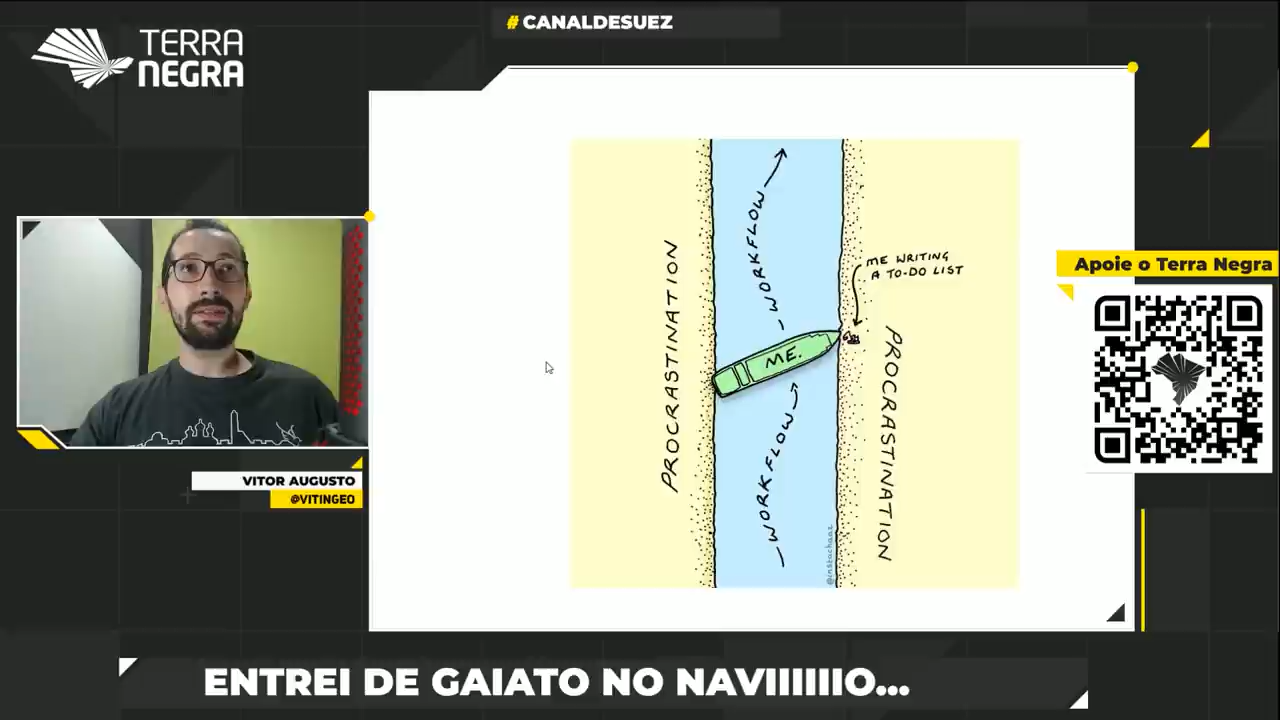 TERRA
NEGRA
# CANALDESUEZ
PROCRASTINATION
WORKFLOW
ME.
WORKFLOW
ME WRITING
A TO-DO LIST
PROCRASTINATION
@instachaaz
Apoie o Terra Negra
VITOR AUGUSTO
@VITINGEO
ENTREI DE GAIATO NO NAVIIIIIIO...